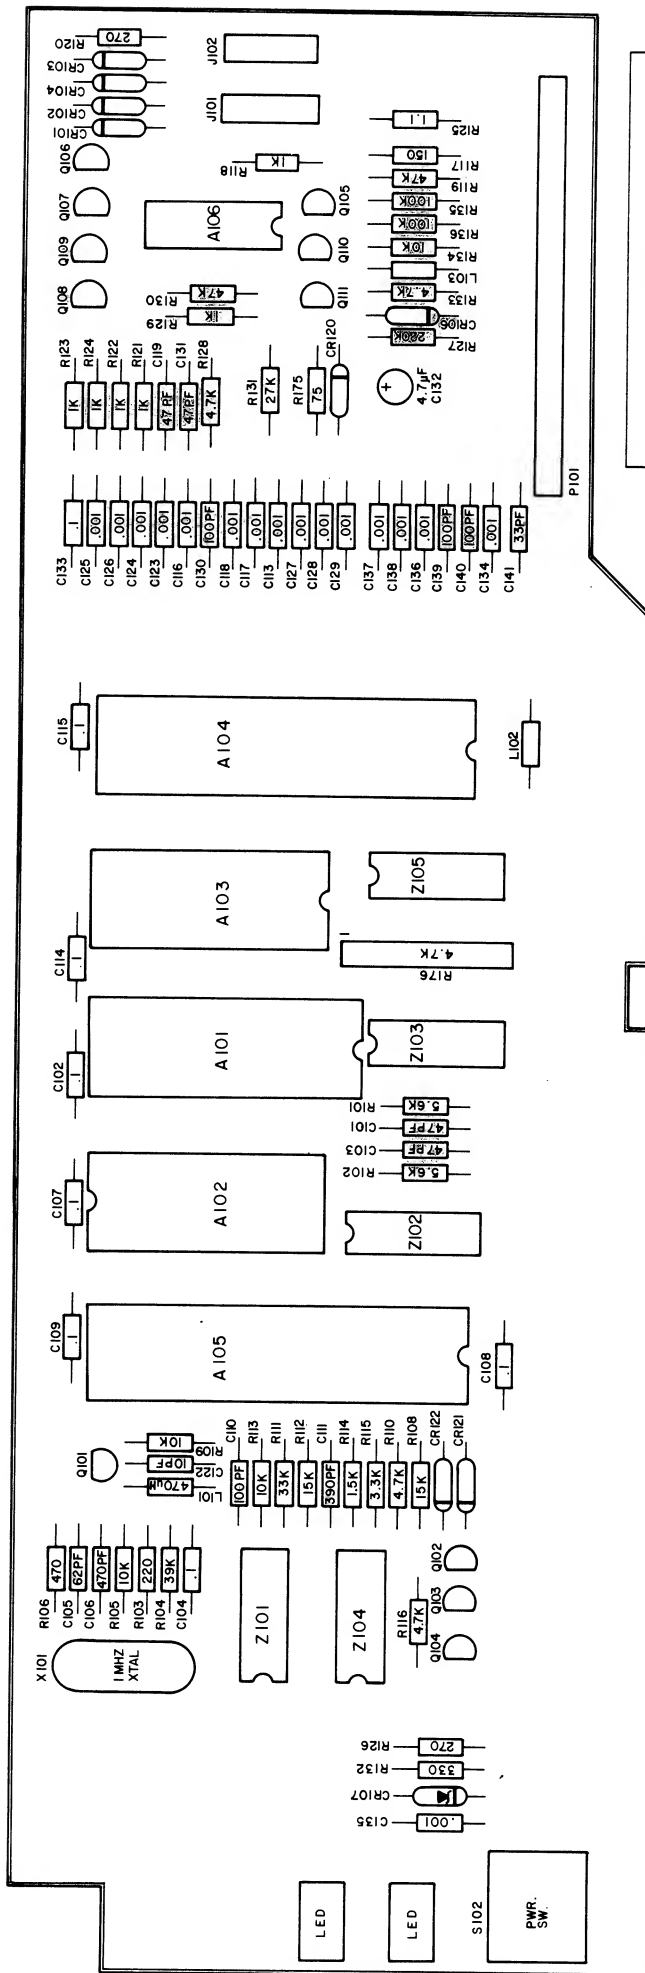 R120 270
CR103
CR104
CR102
CR101
J102
J101
Q106
Q107
Q109
Q108
R118 1K
A106
Q105
Q110
Q111
R130 47K
R129 1K
R125 1.1
R117 150
R119 47K
R135 100K
R136 100K
R134 10K
L103
R133 4.7K
CR106
R127
P101
R123 1K
R124 1K
R122 1K
R121 1K
C119 47PF
C131 47PF
R128 4.7K
R131 27K
R175 75
CR120
+
4.7µF
C132
C133 .1
C125 .001
C126 .001
C124 .001
C123 .001
C116 .001
C130 100PF
C118 .001
C117 .001
C113 .001
C127 .001
C128 .001
C129 .001
C137 .001
C138 .001
C136 .001
C139 100PF
C140 100PF
C134 .001
C141 33PF
C115 .1
A104
L102
A103
Z105
C114 .1
R176 4.7K
A101
Z103
C102 .1
R101 5.6K
C101 47PF
C103 47PF
R102 5.6K
C107 .1
A102
Z102
C109 .1
A105
C108 .1
Q101
R109 10K
C122 10PF
L101 470µH
C110 100PF
R113 10K
R111 33K
R112 15K
C111 390PF
R114 1.5K
R115 3.3K
R110 4.7K
R108 15K
CR122
CR121
R106 470
C105 62PF
C106 470PF
R105 10K
R103 220
R104 39K
C104 .1
X101
1 MHZ
XTAL
Z101
Z104
R116 4.7K
Q102
Q103
Q104
R126 270
R132 330
CR107
C135 .001
LED
LED
S102
PWR.
SW.